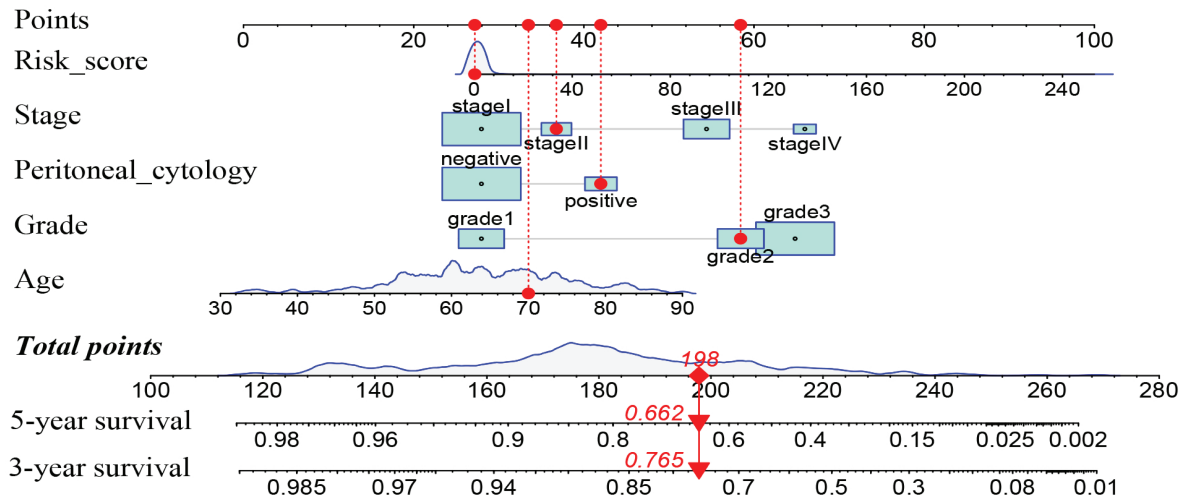 Points
0 20 40 60 80 100
Risk_score
0 40 80 120 160 200 240
Stage
stageI stageIII
stageII stageIV
Peritoneal_cytology
negative
positive
Grade
grade1 grade3
grade2
Age
30 40 50 60 70 80 90
Total points
198
100 120 140 160 180 200 220 240 260 280
5-year survival
0.662
0.98 0.96 0.9 0.8 0.6 0.4 0.15 0.025 0.002
3-year survival
0.765
0.985 0.97 0.94 0.85 0.7 0.5 0.3 0.08 0.01